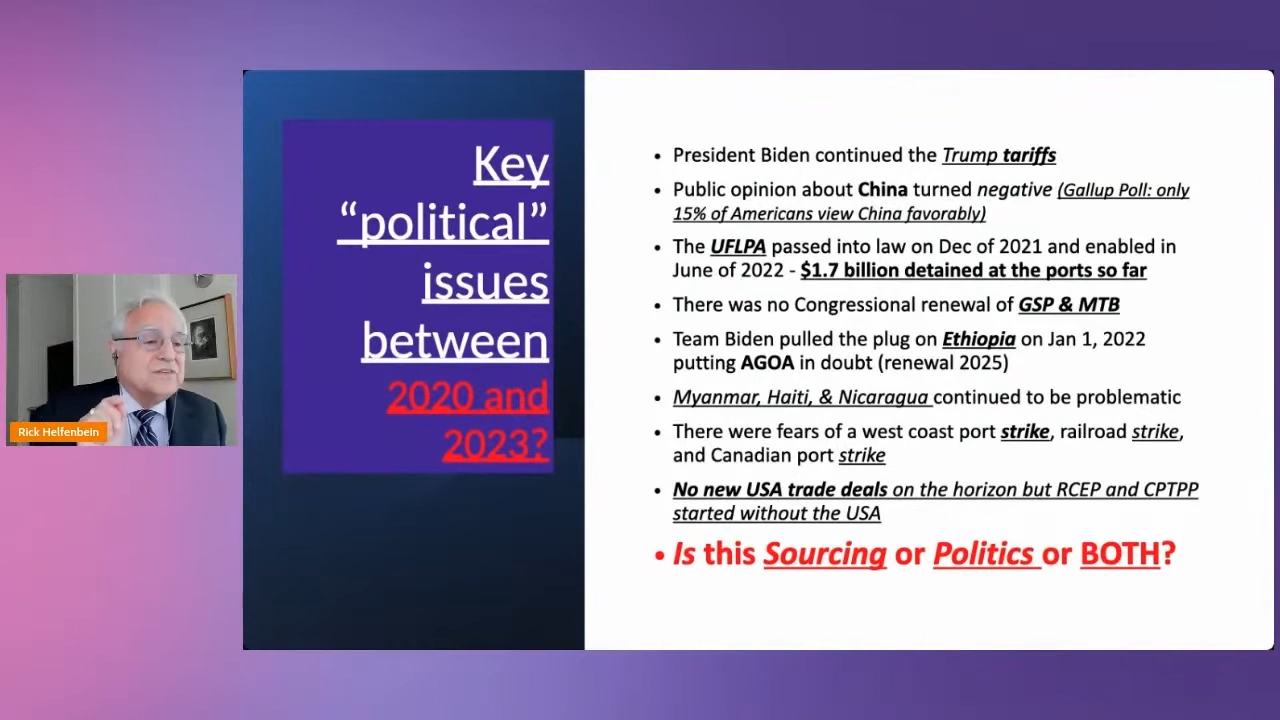 Key
“political”
issues
between
2020 and
2023?
• President Biden continued the Trump tariffs
• Public opinion about China turned negative (Gallup Poll: only
15% of Americans view China favorably)
• The UFLPA passed into law on Dec of 2021 and enabled in
June of 2022 - $1.7 billion detained at the ports so far
• There was no Congressional renewal of GSP & MTB
• Team Biden pulled the plug on Ethiopia on Jan 1, 2022
putting AGOA in doubt (renewal 2025)
• Myanmar, Haiti, & Nicaragua continued to be problematic
• There were fears of a west coast port strike, railroad strike,
and Canadian port strike
• No new USA trade deals on the horizon but RCEP and CPTPP
started without the USA
• Is this Sourcing or Politics or BOTH?
Rick Helfenbein